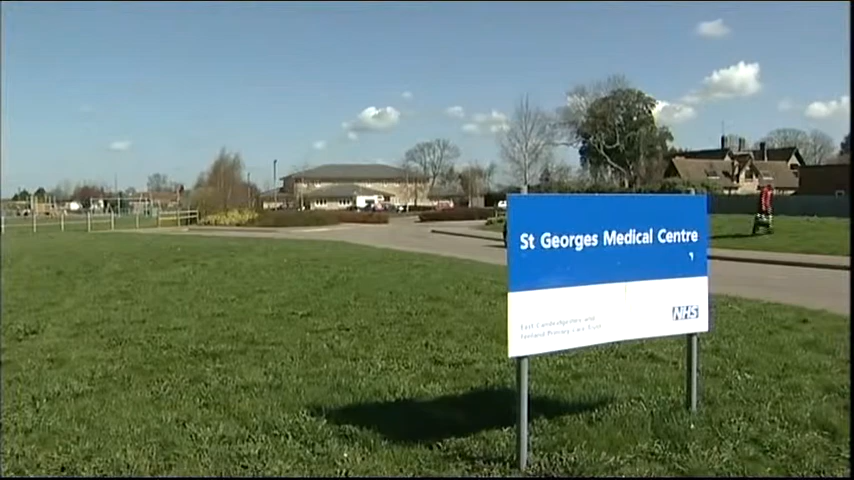 St Georges Medical Centre
East Cambridgeshire and
Fenland Primary Care Trust
NHS